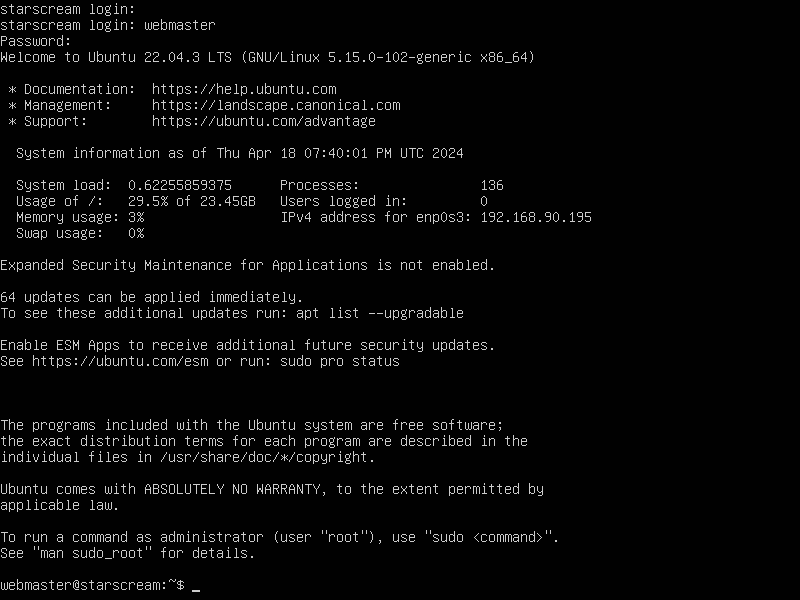 starscream login:
starscream login: webmaster
Password:
Welcome to Ubuntu 22.04.3 LTS (GNU/Linux 5.15.0-102-generic x86_64)
* Documentation:  https://help.ubuntu.com
* Management:     https://landscape.canonical.com
* Support:        https://ubuntu.com/advantage
System information as of Thu Apr 18 07:40:01 PM UTC 2024
System load:  0.62255859375      Processes:               136
Usage of /:   29.5% of 23.45GB   Users logged in:         0
Memory usage: 3%                 IPv4 address for enp0s3: 192.168.90.195
Swap usage:   0%
Expanded Security Maintenance for Applications is not enabled.
64 updates can be applied immediately.
To see these additional updates run: apt list --upgradable
Enable ESM Apps to receive additional future security updates.
See https://ubuntu.com/esm or run: sudo pro status
The programs included with the Ubuntu system are free software;
the exact distribution terms for each program are described in the
individual files in /usr/share/doc/*/copyright.
Ubuntu comes with ABSOLUTELY NO WARRANTY, to the extent permitted by
applicable law.
To run a command as administrator (user "root"), use "sudo <command>".
See "man sudo_root" for details.
webmaster@starscream:~$ _